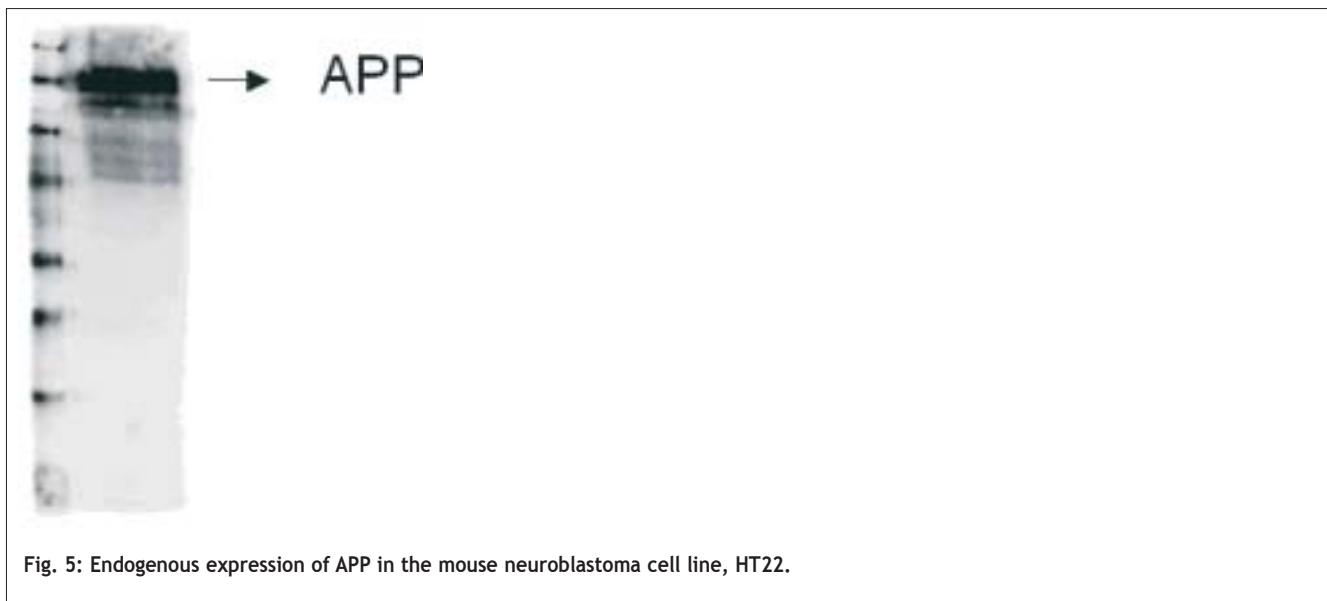 APP
Fig. 5: Endogenous expression of APP in the mouse neuroblastoma cell line, HT22.